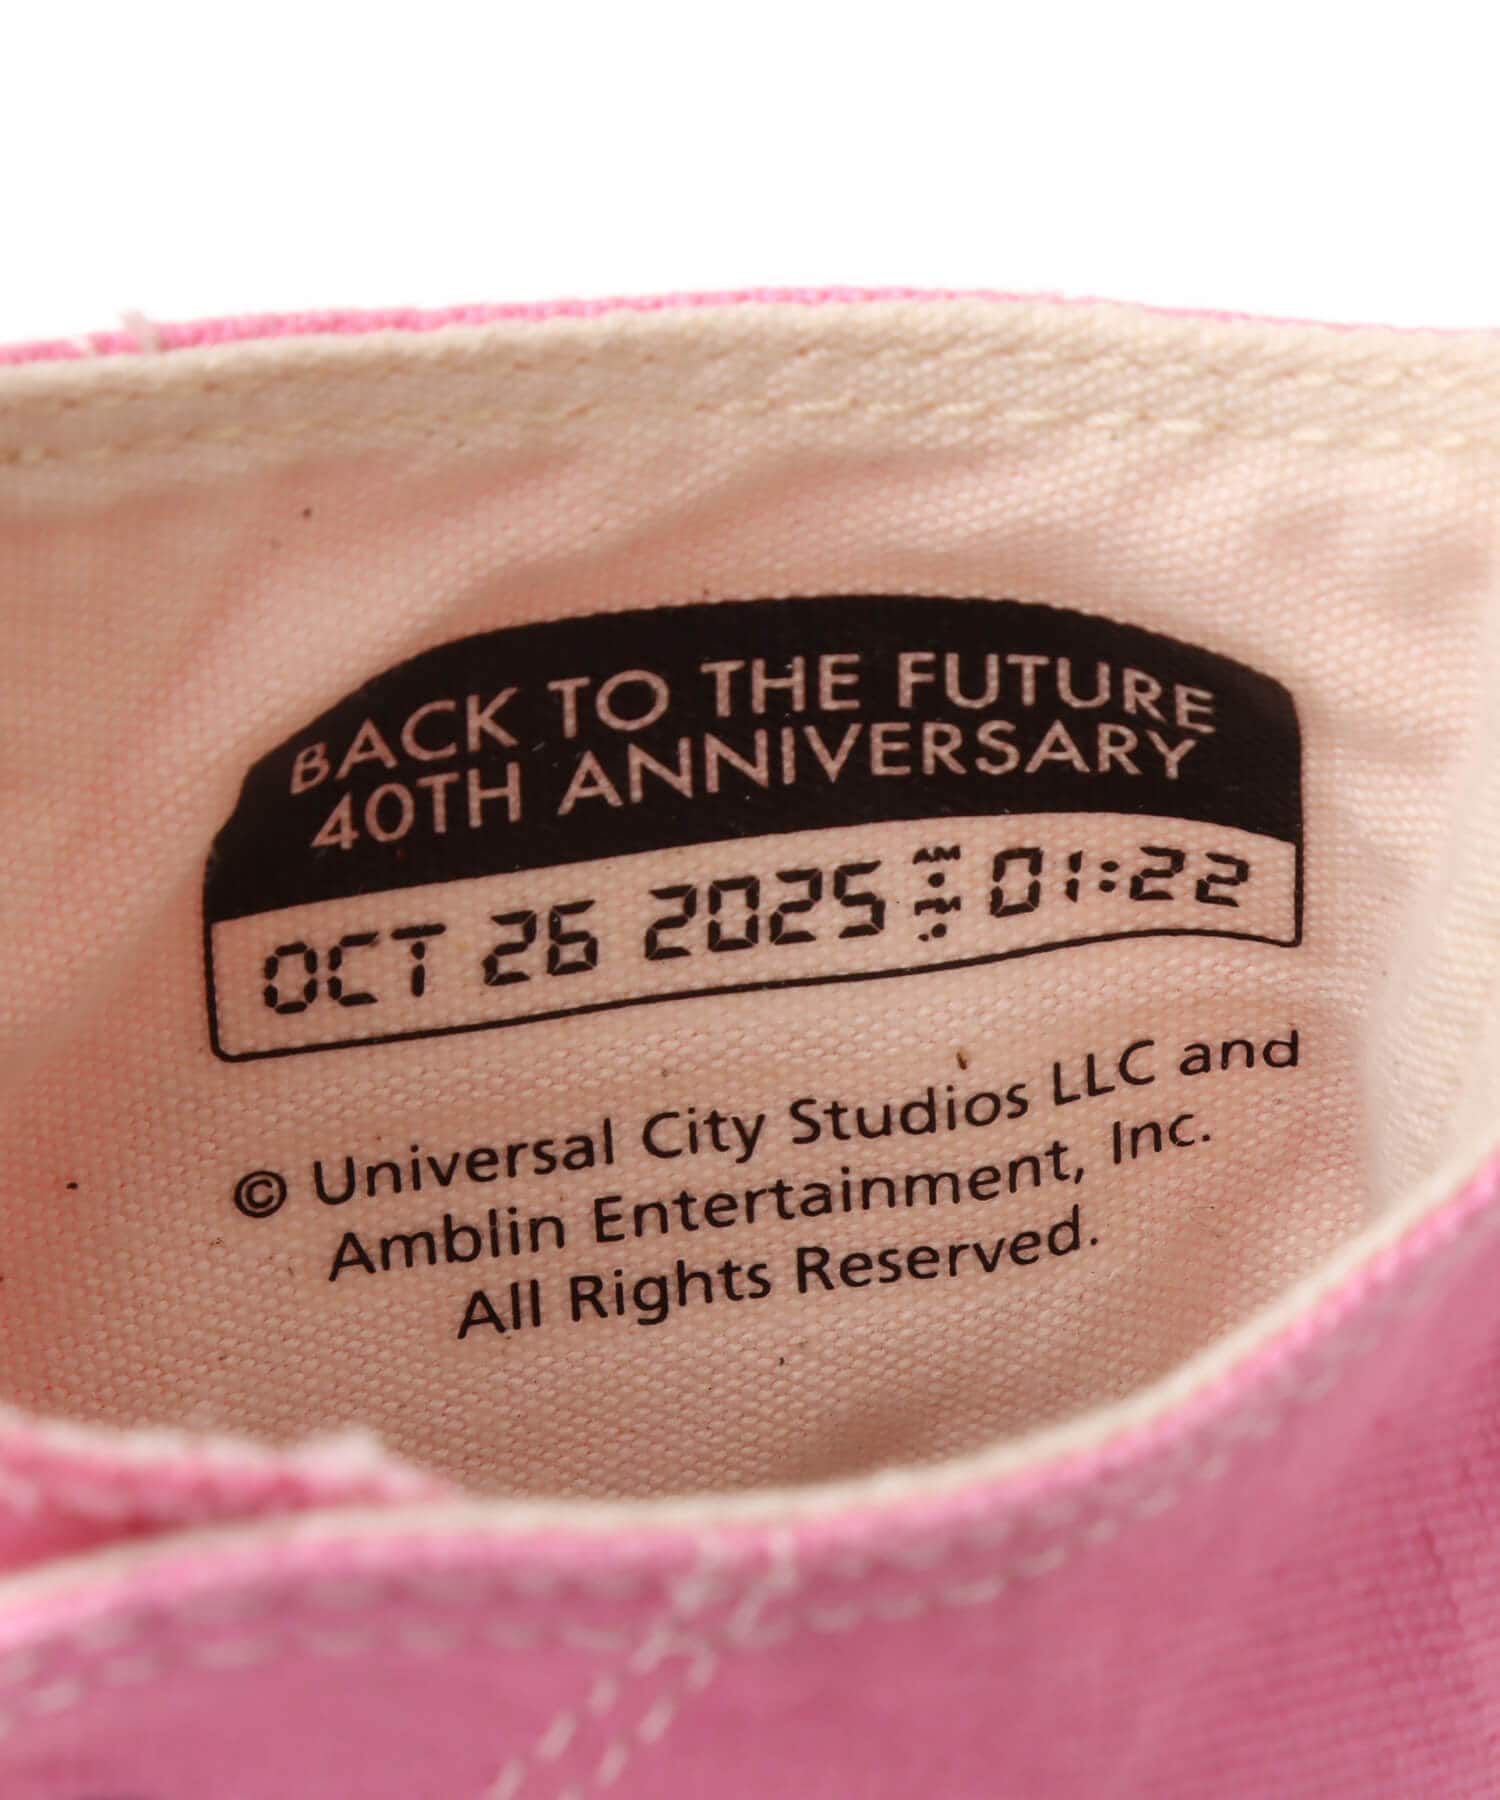 BACK TO THE FUTURE
40TH ANNIVERSARY
OCT 26 2025 AM PM 01:22
© Universal City Studios LLC and
Amblin Entertainment, Inc.
All Rights Reserved.